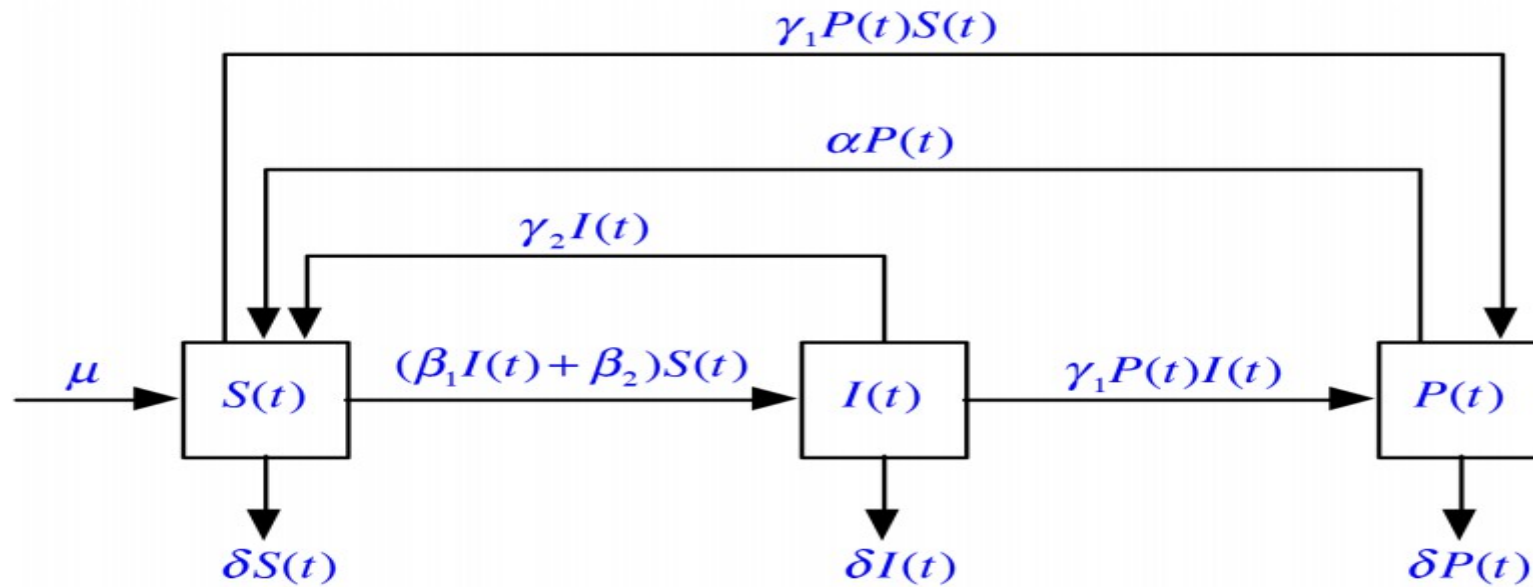 γ₁P(t)S(t)
αP(t)
γ₂I(t)
μ
S(t)
(β₁I(t)+β₂)S(t)
I(t)
γ₁P(t)I(t)
P(t)
δS(t)
δI(t)
δP(t)